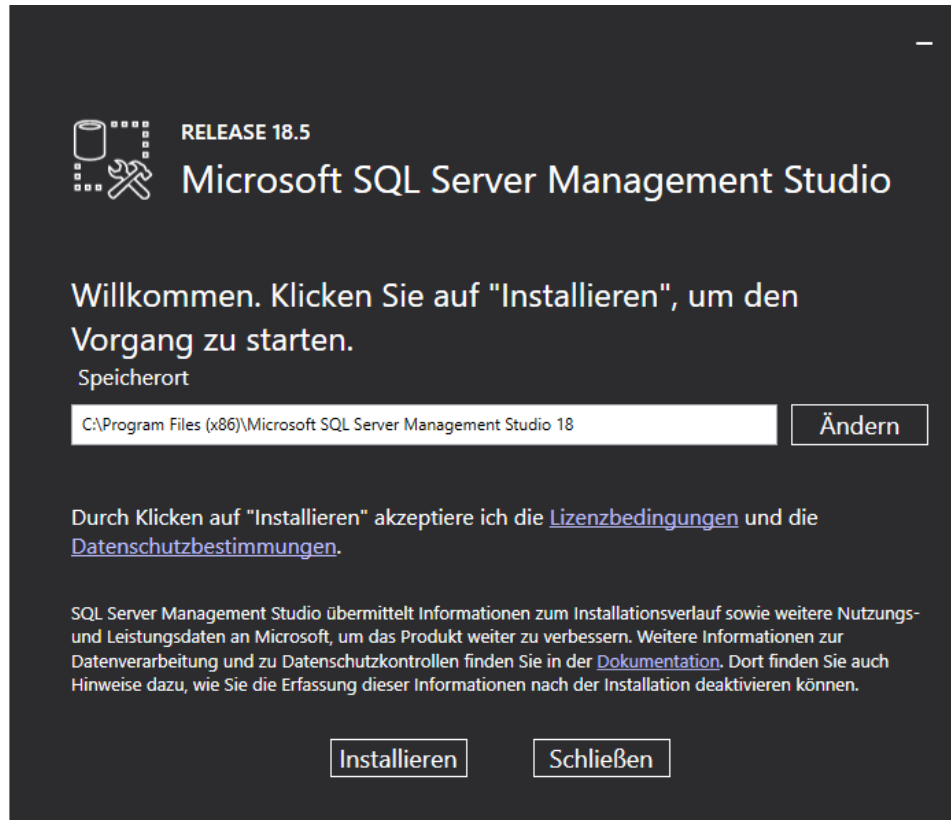 RELEASE 18.5
Microsoft SQL Server Management Studio
Willkommen. Klicken Sie auf "Installieren", um den
Vorgang zu starten.
Speicherort
C:\Program Files (x86)\Microsoft SQL Server Management Studio 18
Ändern
Durch Klicken auf "Installieren" akzeptiere ich die Lizenzbedingungen und die
Datenschutzbestimmungen.
SQL Server Management Studio übermittelt Informationen zum Installationsverlauf sowie weitere Nutzungs-
und Leistungsdaten an Microsoft, um das Produkt weiter zu verbessern. Weitere Informationen zur
Datenverarbeitung und zu Datenschutzkontrollen finden Sie in der Dokumentation. Dort finden Sie auch
Hinweise dazu, wie Sie die Erfassung dieser Informationen nach der Installation deaktivieren können.
Installieren
Schließen